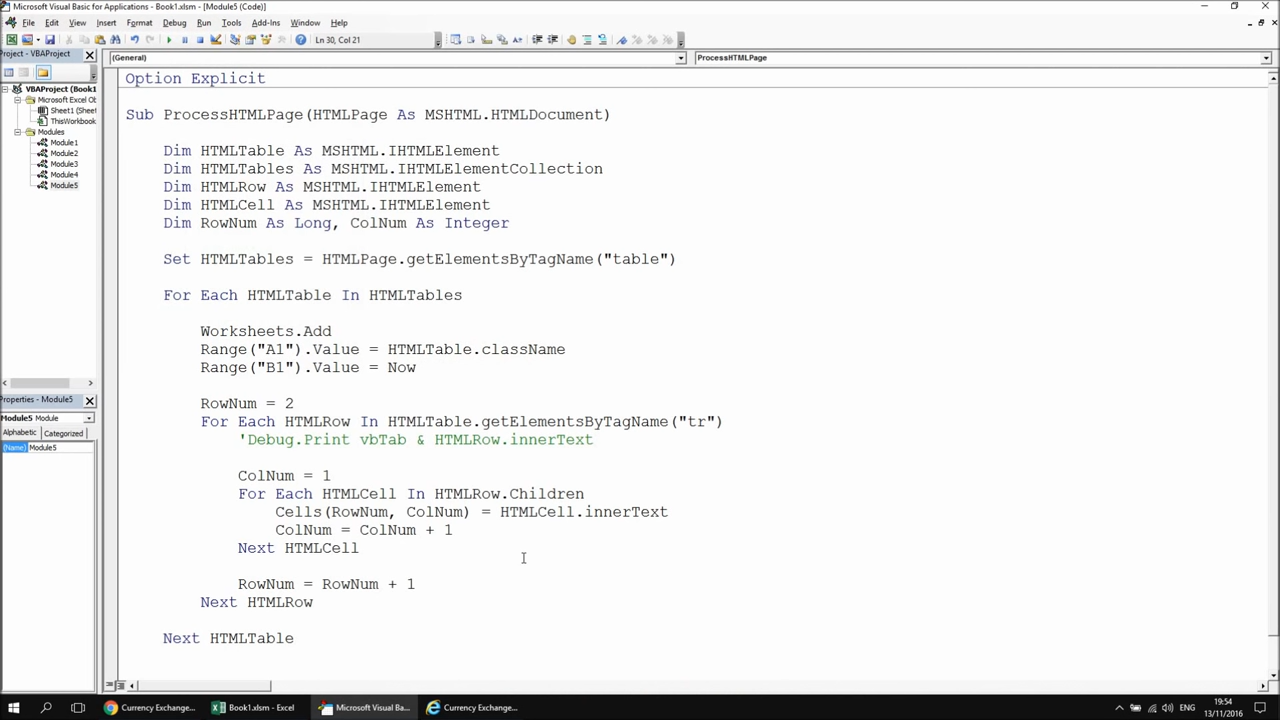 Microsoft Visual Basic for Applications - Book1.xlsm - [Module5 (Code)]
File Edit View Insert Format Debug Run Tools Add-Ins Window Help
Ln 30, Col 21
Project - VBAProject
(General)
ProcessHTMLPage
VBAProject (Book1
Microsoft Excel Ob
Sheet1 (Sheet
ThisWorkbook
Modules
Module1
Module2
Module3
Module4
Module5
Properties - Module5
Module5 Module
Alphabetic Categorized
(Name) Module5
Option Explicit
Sub ProcessHTMLPage(HTMLPage As MSHTML.HTMLDocument)
Dim HTMLTable As MSHTML.IHTMLElement
Dim HTMLTables As MSHTML.IHTMLElementCollection
Dim HTMLRow As MSHTML.IHTMLElement
Dim HTMLCell As MSHTML.IHTMLElement
Dim RowNum As Long, ColNum As Integer
Set HTMLTables = HTMLPage.getElementsByTagName("table")
For Each HTMLTable In HTMLTables
Worksheets.Add
Range("A1").Value = HTMLTable.className
Range("B1").Value = Now
RowNum = 2
For Each HTMLRow In HTMLTable.getElementsByTagName("tr")
'Debug.Print vbTab & HTMLRow.innerText
ColNum = 1
For Each HTMLCell In HTMLRow.Children
Cells(RowNum, ColNum) = HTMLCell.innerText
ColNum = ColNum + 1
Next HTMLCell
RowNum = RowNum + 1
Next HTMLRow
Next HTMLTable
Currency Exchange...
Book1.xlsm - Excel
Microsoft Visual Ba...
Currency Exchange...
ENG
19:54
13/11/2016